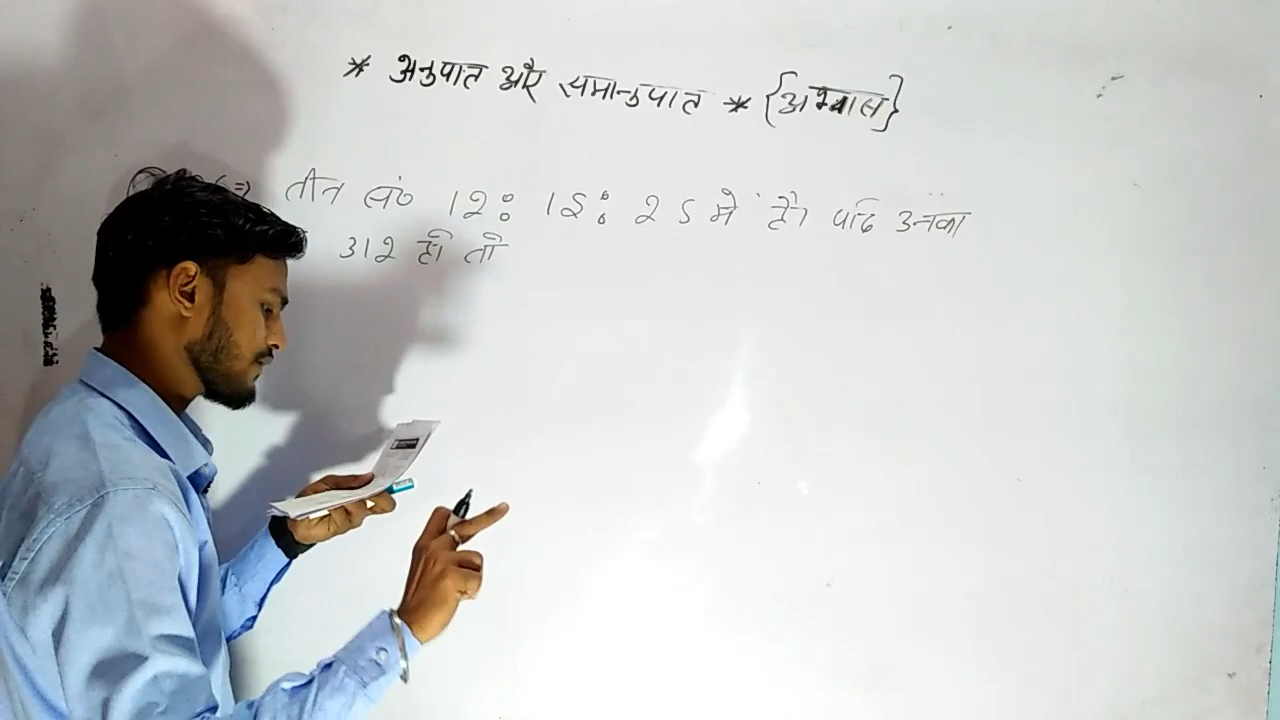 * अनुपात और समानुपात * {अभ्यास}
⇒ तीन सं० 12 : 15 : 25 में है। यदि उनका
312 हो तो